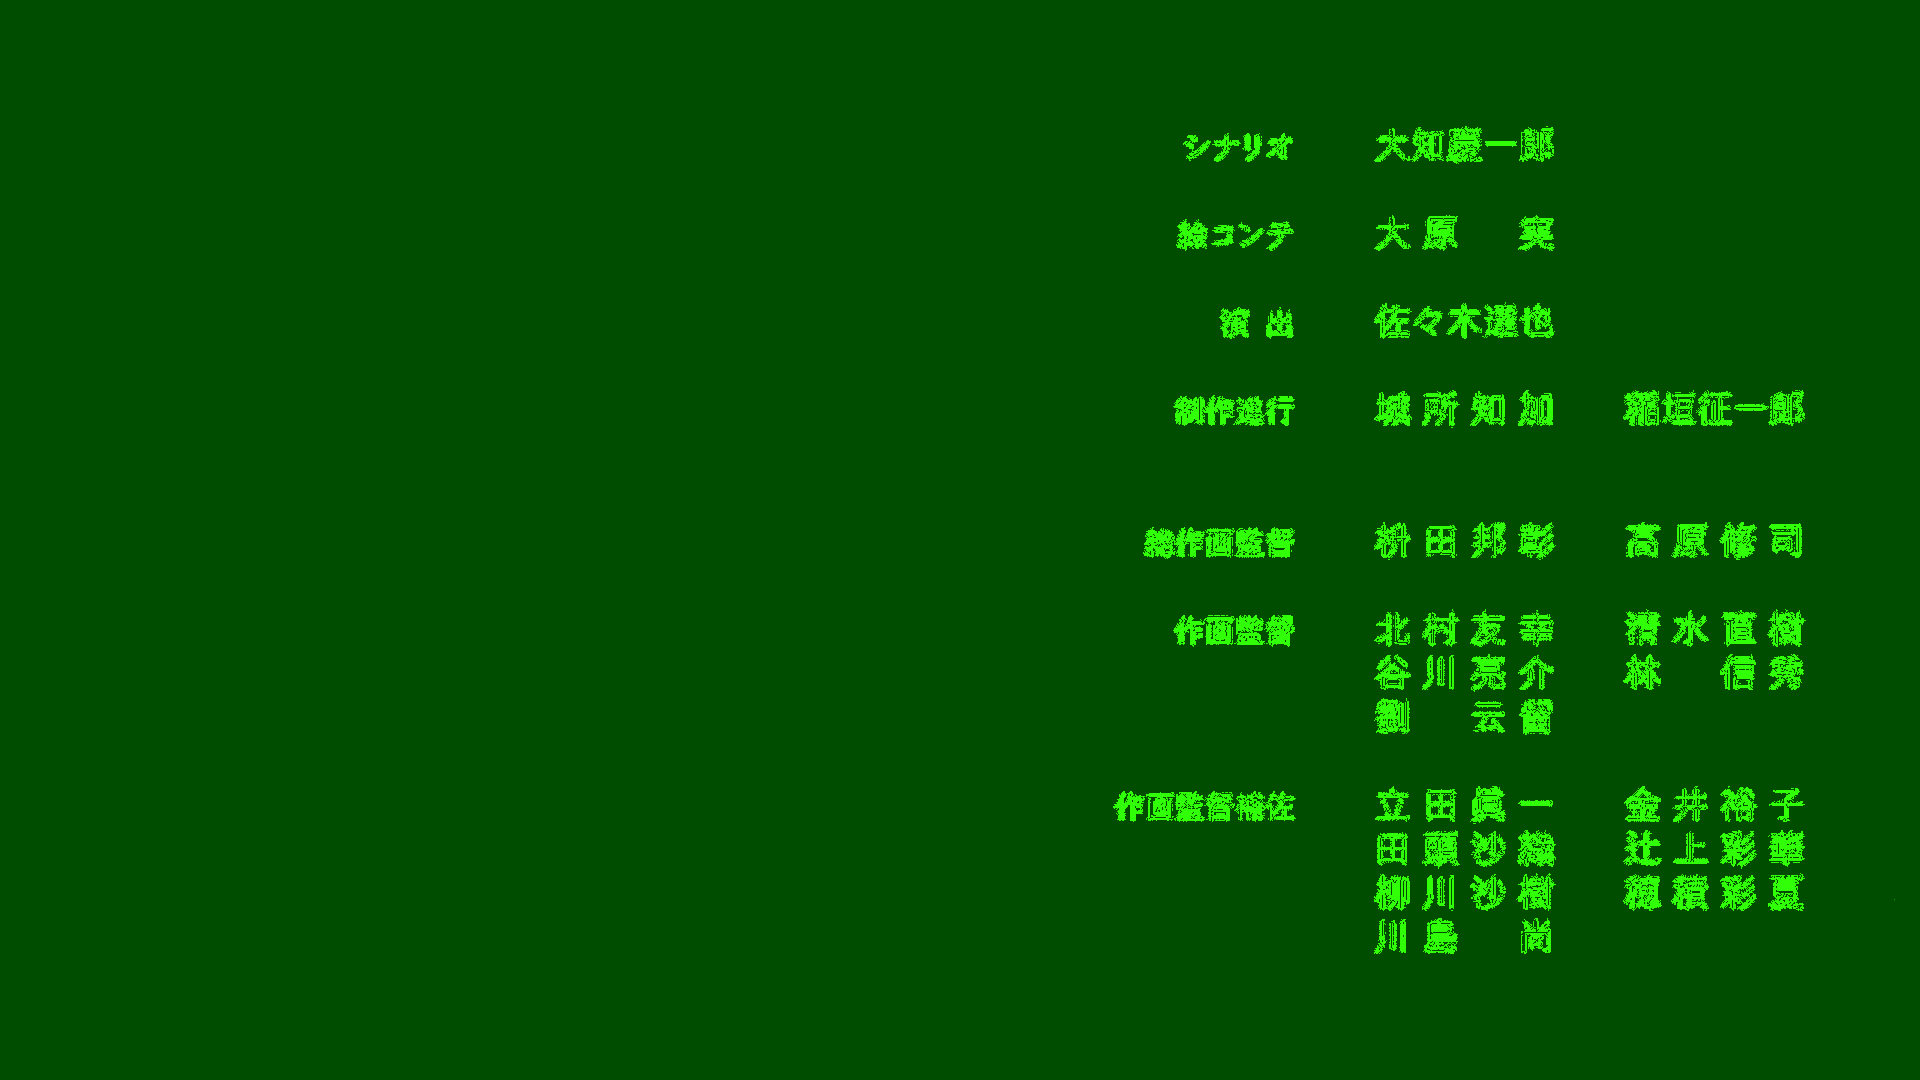 シナリオ 大知慶一郎
絵コンテ 大原 実
演出 佐々木選也
制作進行 城所知加 稲垣征一郎
総作画監督 枡田邦彰 高原修司
作画監督 北村友幸 清水直樹
谷川亮介 林 信秀
劉 云留
作画監督補佐 立田眞一 金井裕子
田頭沙 辻上彩華
柳川沙樹 穂積彩夏
川島 尚